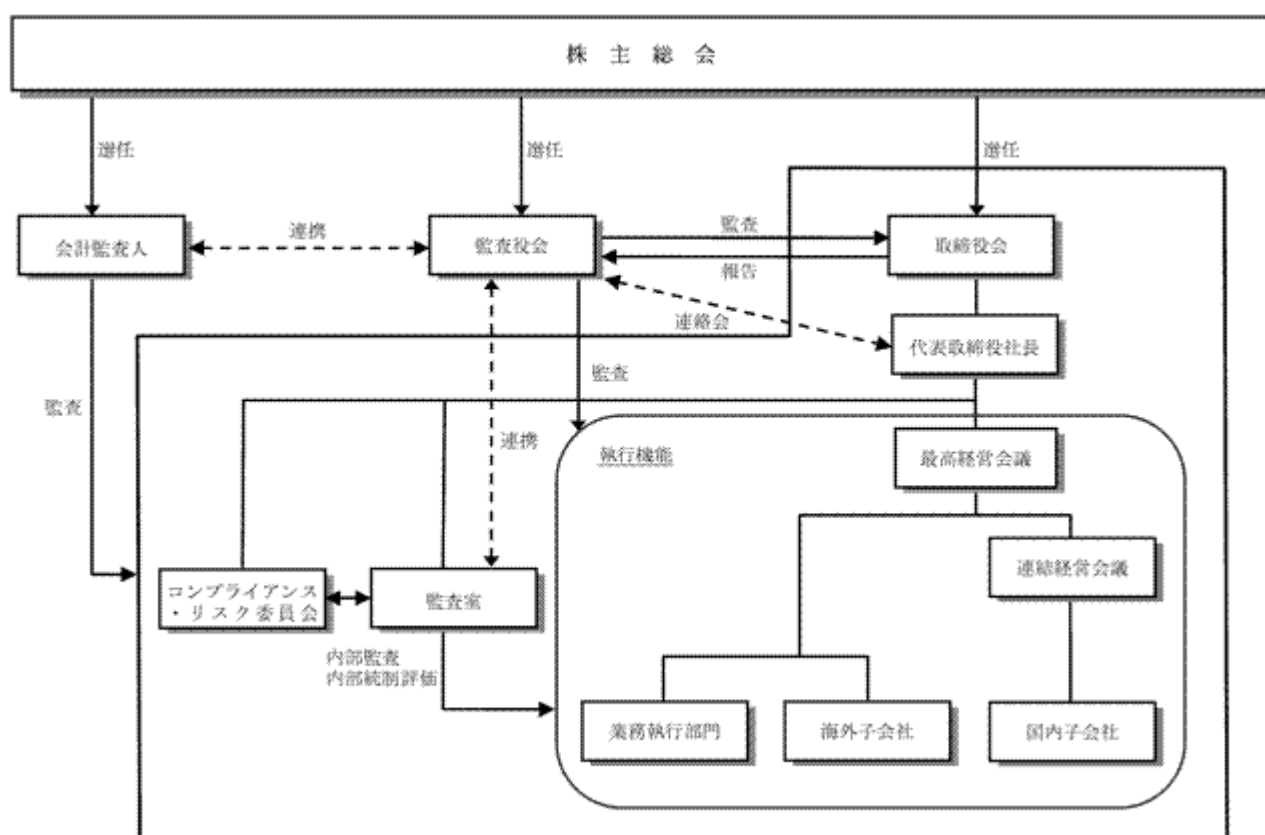 株主総会
選任
選任
選任
会計監査人
連携
監査役会
監査
報告
取締役会
連絡会
代表取締役社長
監査
監査
連携
執行機能
最高経営会議
コンプライアンス
・リスク委員会
監査室
連結経営会議
内部監査
内部統制評価
業務執行部門
海外子会社
国内子会社